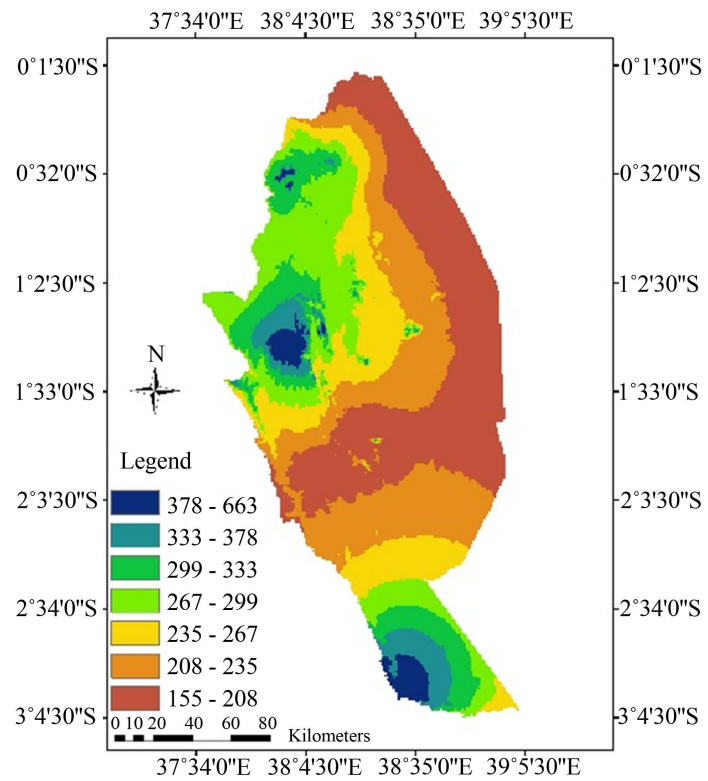 37°34'0"E 38°4'30"E 38°35'0"E 39°5'30"E
0°1'30"S 0°1'30"S
0°32'0"S 0°32'0"S
1°2'30"S 1°2'30"S
N
1°33'0"S 1°33'0"S
Legend
378 - 663
2°3'30"S 2°3'30"S
333 - 378
299 - 333
267 - 299
2°34'0"S 2°34'0"S
235 - 267
208 - 235
155 - 208
3°4'30"S 3°4'30"S
0 10 20 40 60 80
Kilometers
37°34'0"E 38°4'30"E 38°35'0"E 39°5'30"E